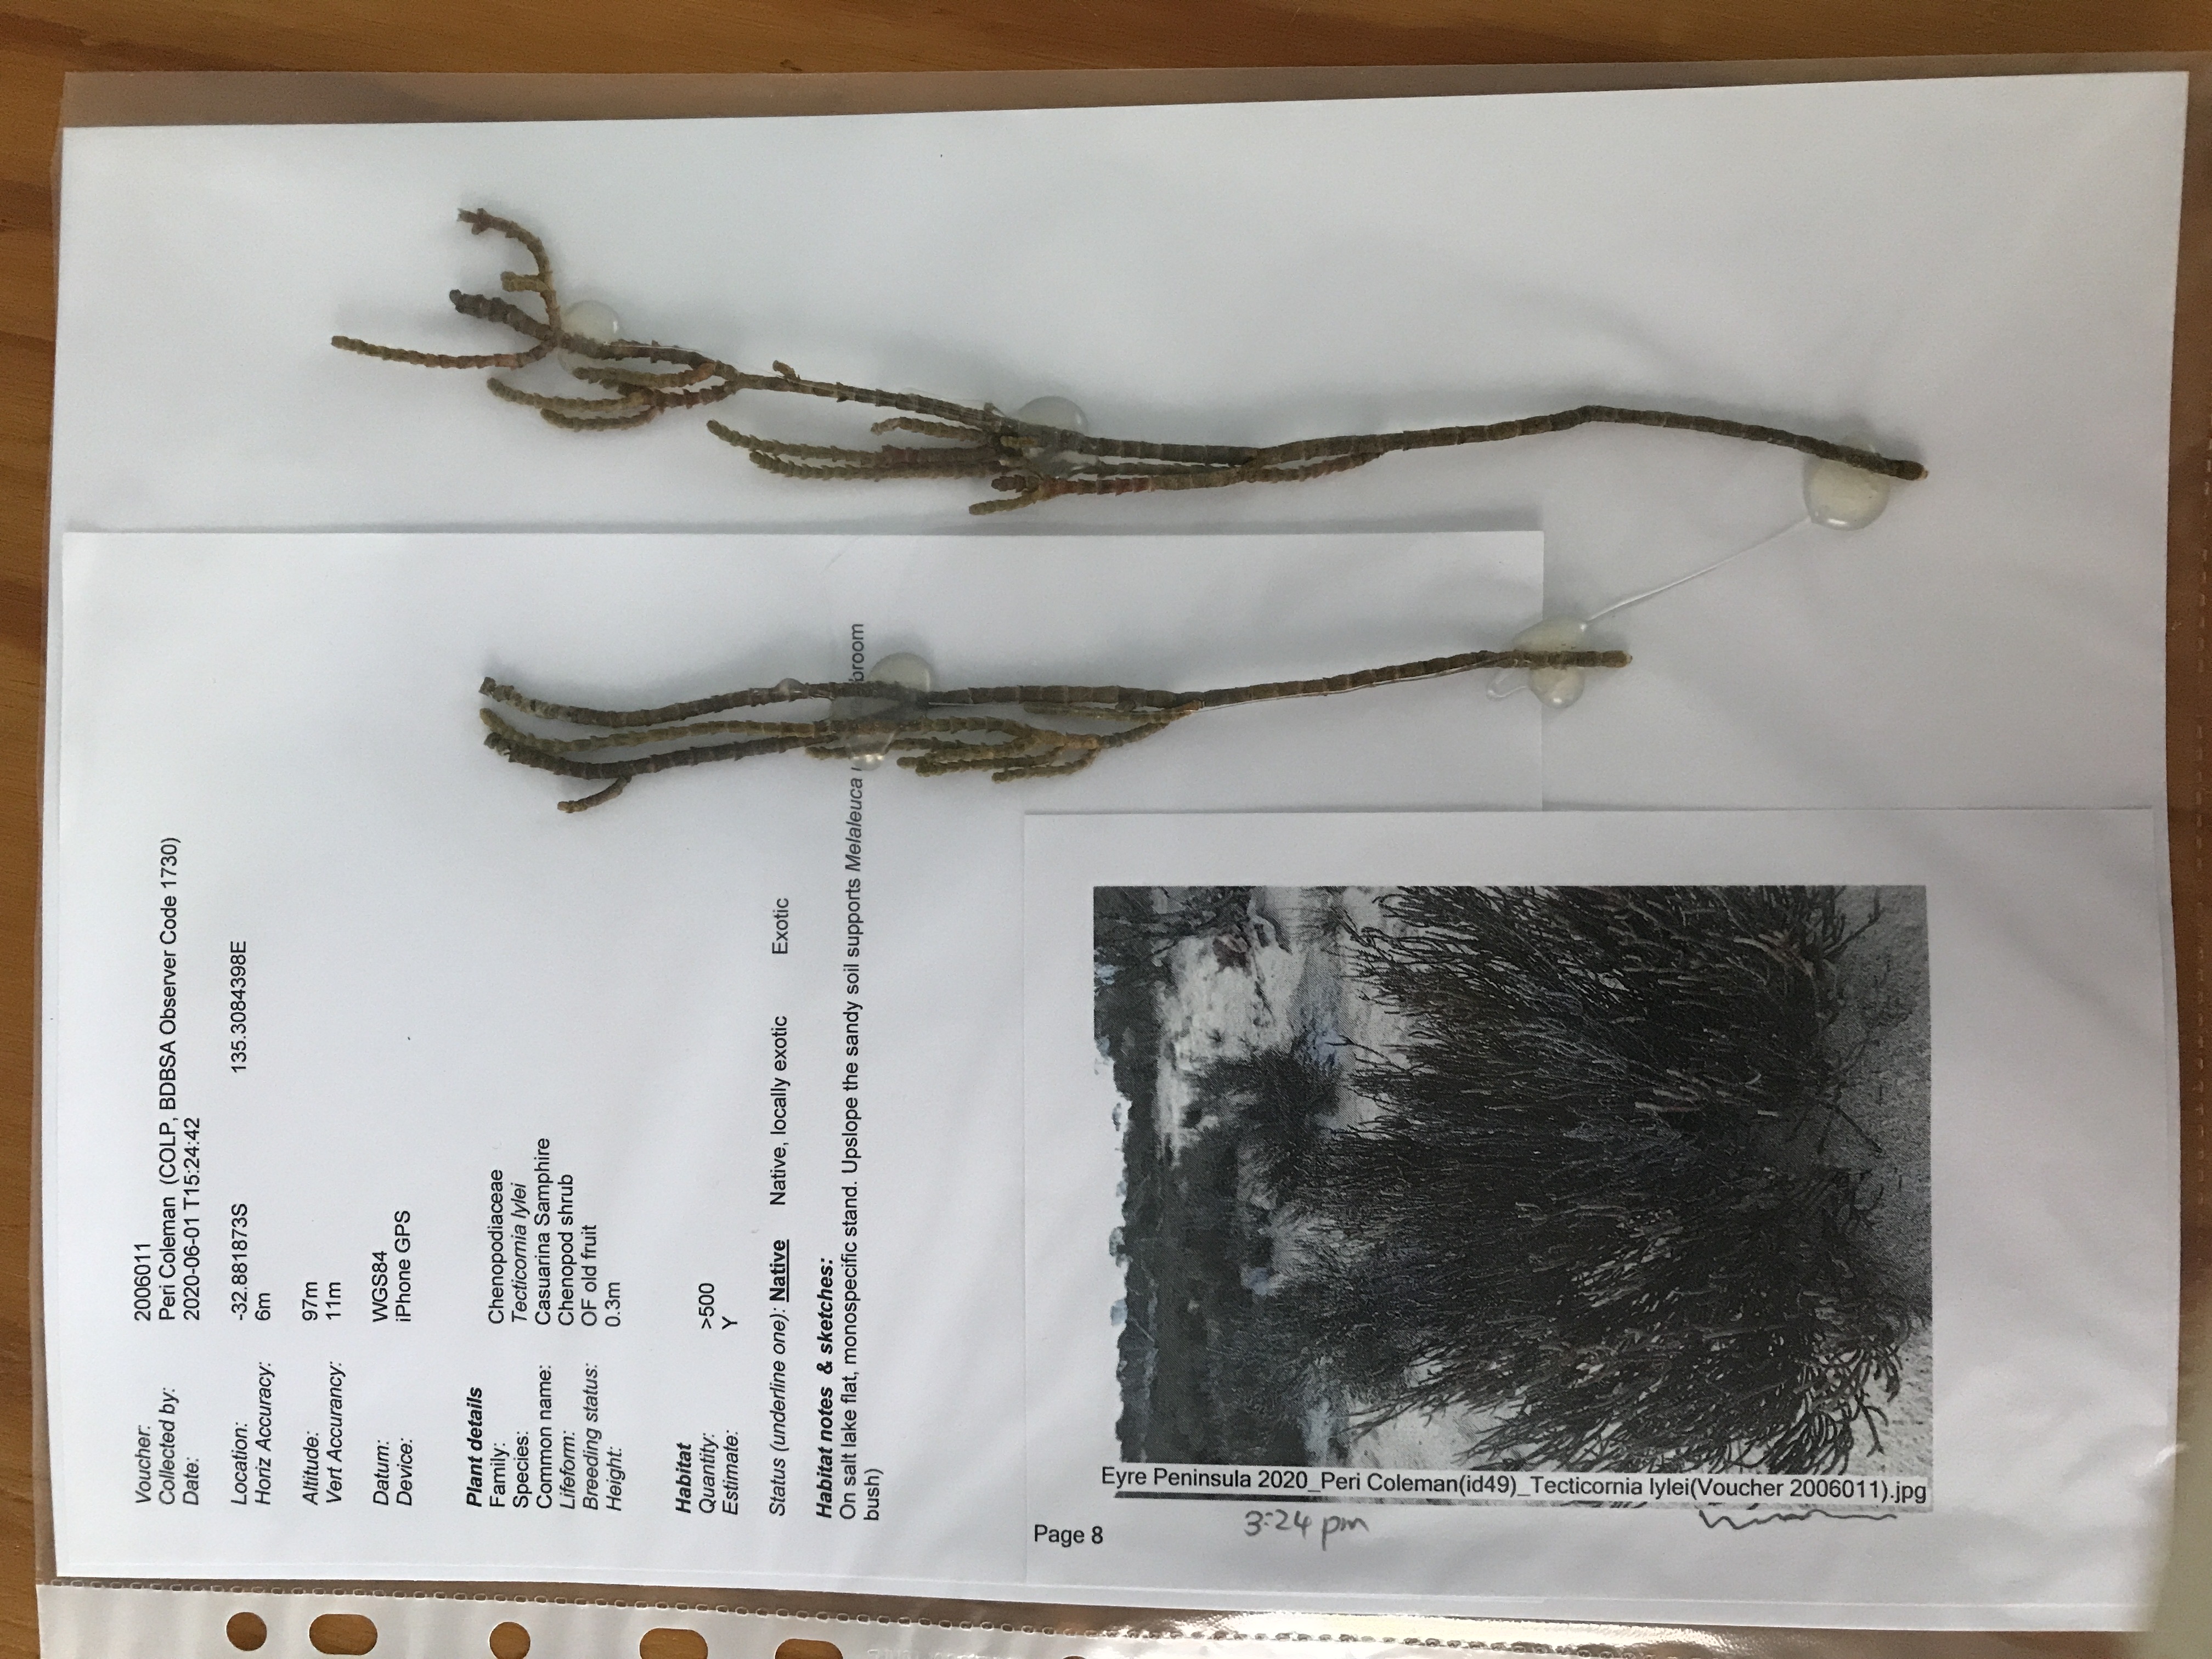 Voucher: 2006011
Collected by: Peri Coleman (COLP, BDBSA Observer Code 1730)
Date: 2020-06-01 T15:24:42
Location: -32.881873S 135.3084398E
Horiz Accuracy: 6m
Altitude: 97m
Vert Accurancy: 11m
Datum: WGS84
Device: iPhone GPS
Plant details
Family: Chenopodiaceae
Species: Tecticornia lylei
Common name: Casuarina Samphire
Lifeform: Chenopod shrub
Breeding status: OF old fruit
Height: 0.3m
Habitat
Quantity: >500
Estimate: Y
Status (underline one): Native Native, locally exotic Exotic
Habitat notes & sketches:
On salt lake flat, monospecific stand. Upslope the sandy soil supports Melaleuca broom
bush)
Page 8
Eyre Peninsula 2020_Peri Coleman(id49)_Tecticornia lylei(Voucher 2006011).jpg
3:24 pm